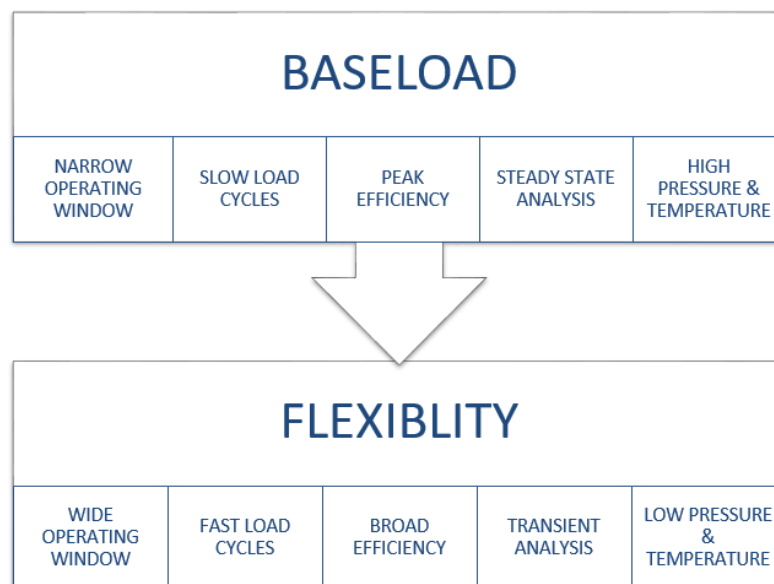 BASELOAD
NARROW
OPERATING
WINDOW
SLOW LOAD
CYCLES
PEAK
EFFICIENCY
STEADY STATE
ANALYSIS
HIGH
PRESSURE &
TEMPERATURE
FLEXIBLITY
WIDE
OPERATING
WINDOW
FAST LOAD
CYCLES
BROAD
EFFICIENCY
TRANSIENT
ANALYSIS
LOW PRESSURE
&
TEMPERATURE